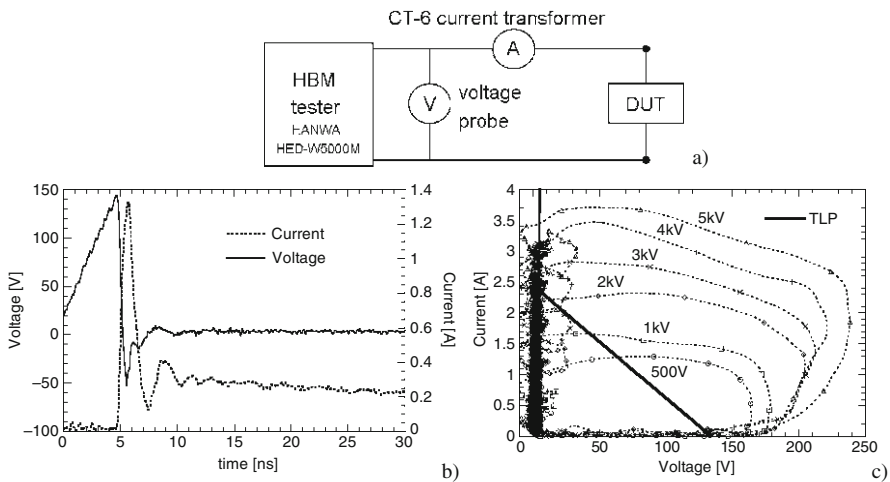 CT-6 current transformer
A
HBM
tester
HANWA
HED-W5000M
V
voltage
probe
DUT
a)
150
100
50
0
−50
−100
Voltage [V]
Current
Voltage
1.4
1.2
1
0.8
0.6
0.4
0.2
0
Current [A]
0 5 10 15 20 25 30
time [ns]
b)
4
3.5
3
2.5
2
1.5
1
0.5
0
Current [A]
5kV
4kV
3kV
2kV
1kV
500V
TLP
0 50 100 150 200 250
Voltage [V]
c)